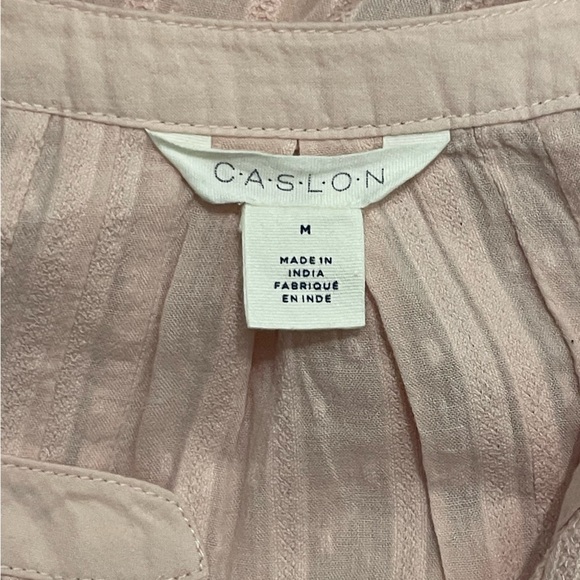 C·A·S·L·O·N
M
MADE IN
INDIA
FABRIQUÉ
EN INDE